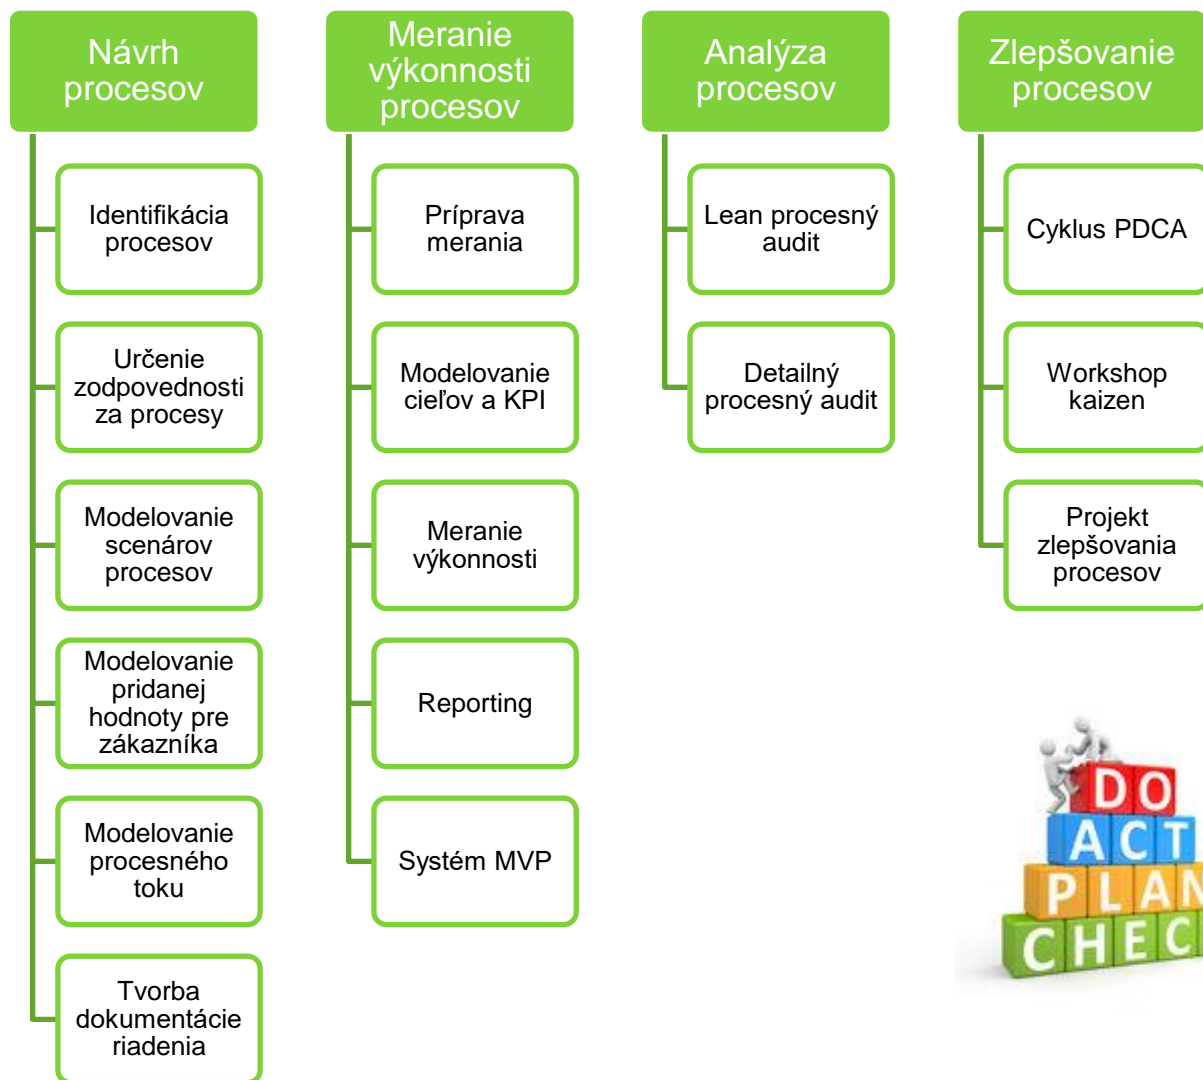 Návrh
procesov
Identifikácia
procesov
Určenie
zodpovednosti
za procesy
Modelovanie
scenárov
procesov
Modelovanie
pridanej
hodnoty pre
zákazníka
Modelovanie
procesného
toku
Tvorba
dokumentácie
riadenia
Meranie
výkonnosti
procesov
Príprava
merania
Modelovanie
cieľov a KPI
Meranie
výkonnosti
Reporting
Systém MVP
Analýza
procesov
Lean procesný
audit
Detailný
procesný audit
Zlepšovanie
procesov
Cyklus PDCA
Workshop
kaizen
Projekt
zlepšovania
procesov
DO
ACT
PLAN
CHEC